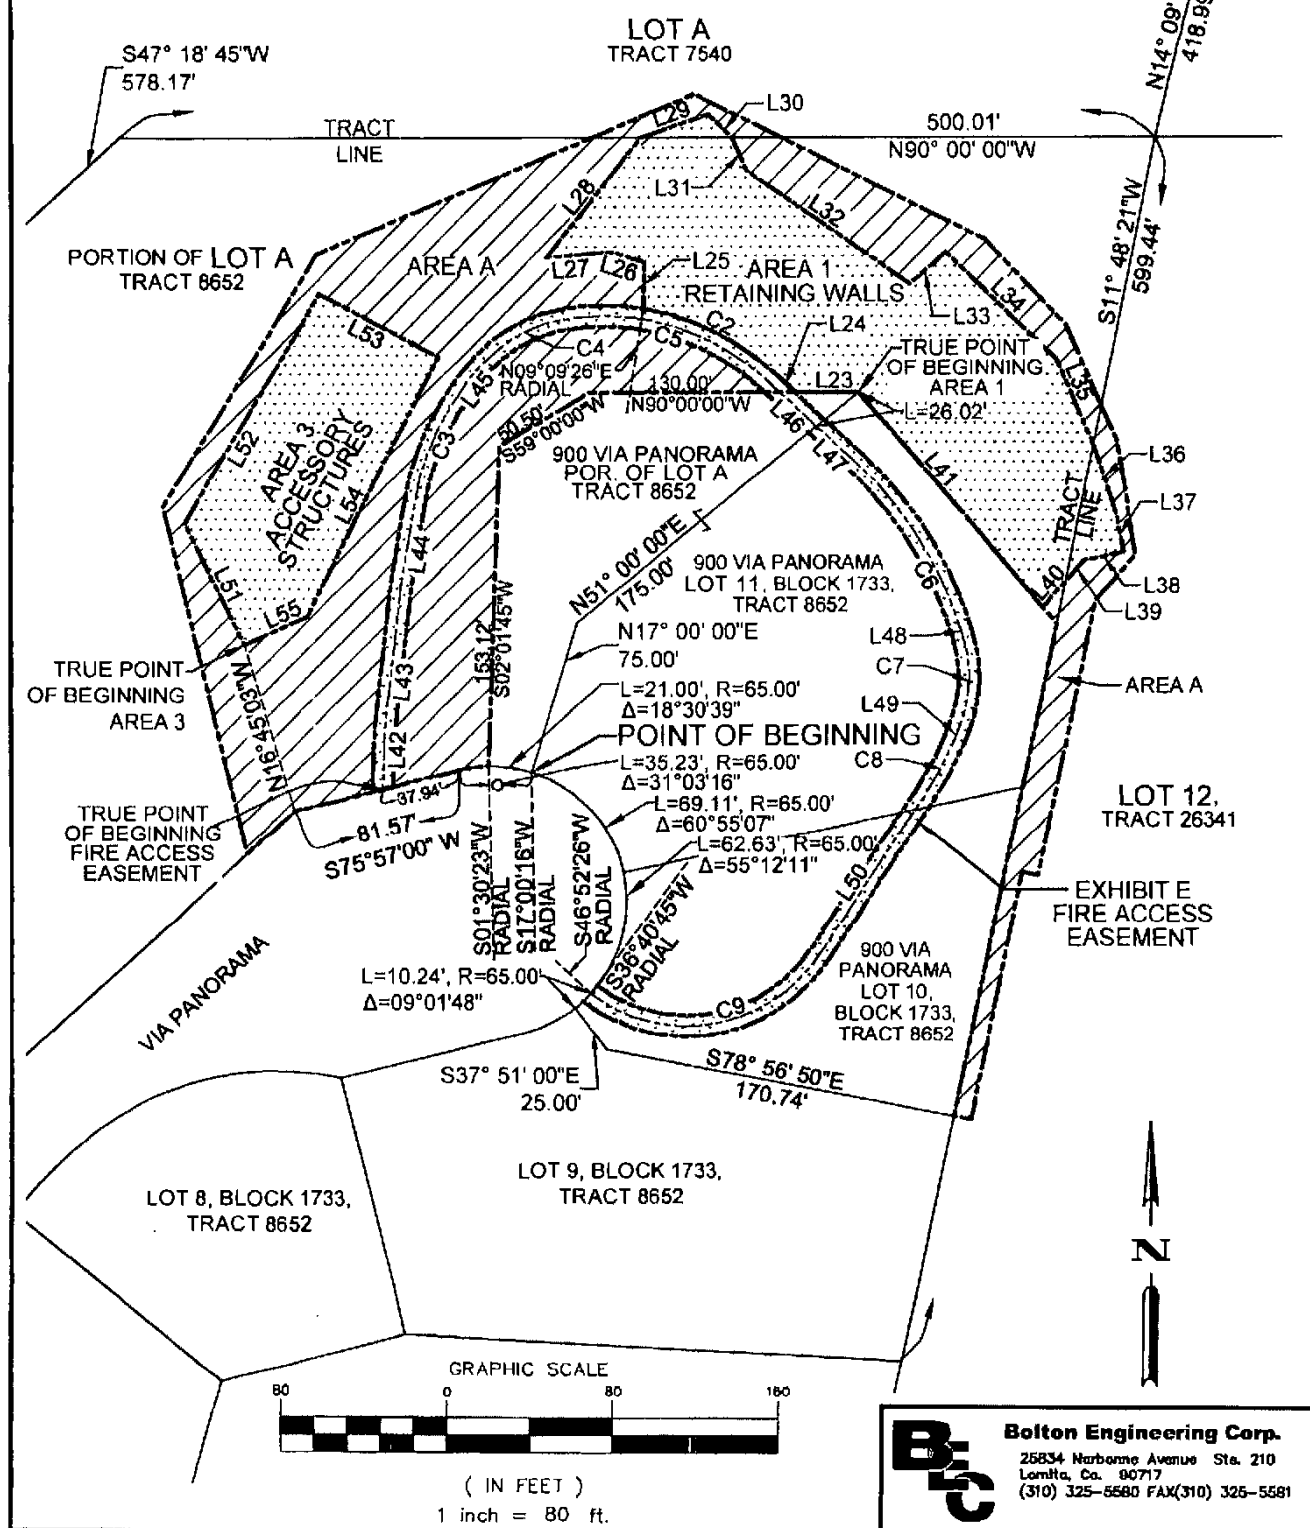 LOT A
TRACT 7540
S47° 18' 45"W
578.17'
N14° 09'
418.99
TRACT
LINE
L29
L30
500.01'
N90° 00' 00"W
L28
L31
L32
S11° 48' 21"W
599.44'
PORTION OF LOT A
TRACT 8652
AREA A
L27
L26
L25
AREA 1
RETAINING WALLS
L34
L33
L53
C2
L24
C4
C5
TRUE POINT
OF BEGINNING
AREA 1
L35
N09°09'26"E
RADIAL
130.00'
N90°00'00"W
L23
L=26.02'
L45
L46
50.50'
S59°00'00"W
L52
AREA 3
ACCESSORY
STRUCTURES
C3
900 VIA PANORAMA
POR. OF LOT A
TRACT 8652
L47
L41
L36
L54
L37
TRACT
LINE
L44
N51° 00' 00"E
175.00'
900 VIA PANORAMA
LOT 11, BLOCK 1733,
TRACT 8652
C6
L51
L55
L40
L38
L39
153.12'
S02°01'45"W
N17° 00' 00"E
75.00'
L48
C7
TRUE POINT
OF BEGINNING
AREA 3
L43
L=21.00', R=65.00'
Δ=18°30'39"
AREA A
N16°45'03"W
L49
L42
POINT OF BEGINNING
C8
L=35.23', R=65.00'
Δ=31°03'16"
37.94'
TRUE POINT
OF BEGINNING
FIRE ACCESS
EASEMENT
81.57'
S75°57'00" W
L=69.11', R=65.00'
Δ=60°55'07"
L=62.63', R=65.00'
Δ=55°12'11"
LOT 12,
TRACT 26341
S01°30'23"W
RADIAL
S17°00'16"W
RADIAL
S46°52'26"W
RADIAL
S36°40'45"W
RADIAL
L50
EXHIBIT E
FIRE ACCESS
EASEMENT
VIA PANORAMA
L=10.24', R=65.00'
Δ=09°01'48"
C9
900 VIA
PANORAMA
LOT 10,
BLOCK 1733,
TRACT 8652
S37° 51' 00"E
25.00'
S78° 56' 50"E
170.74'
LOT 8, BLOCK 1733,
TRACT 8652
LOT 9, BLOCK 1733,
TRACT 8652
N
GRAPHIC SCALE
80 0 80 160
( IN FEET )
1 inch = 80 ft.
BEC
Bolton Engineering Corp.
25834 Narbonne Avenue Ste. 210
Lomita, Ca. 90717
(310) 325-5580 FAX(310) 325-5581